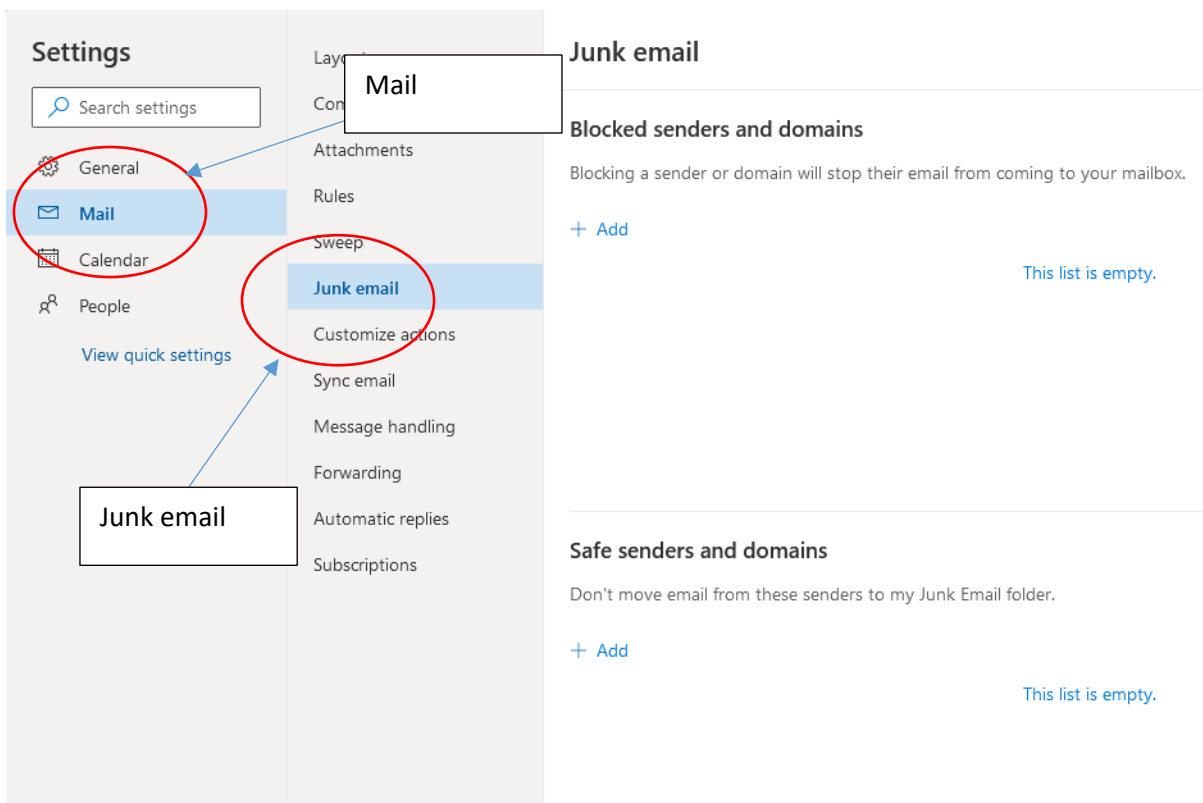 Settings
Search settings
General
Mail
Calendar
People
View quick settings
Mail
Attachments
Rules
Sweep
Junk email
Customize actions
Sync email
Message handling
Forwarding
Automatic replies
Subscriptions
Junk email
Junk email
Blocked senders and domains
Blocking a sender or domain will stop their email from coming to your mailbox.
+ Add
This list is empty.
Safe senders and domains
Don't move email from these senders to my Junk Email folder.
+ Add
This list is empty.